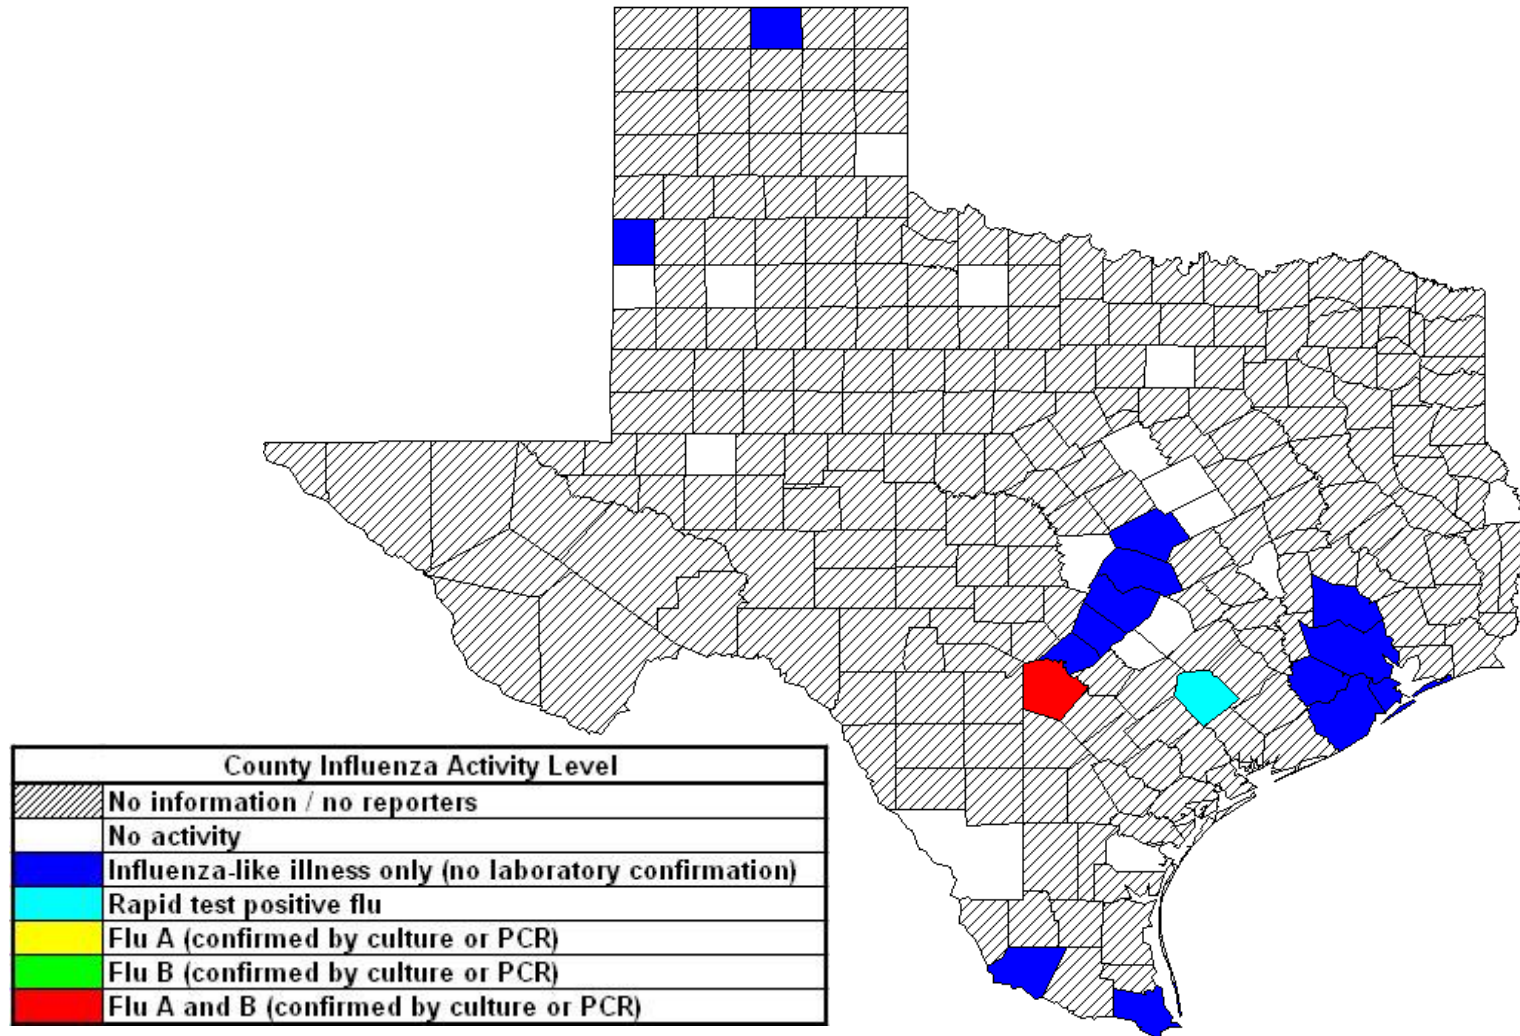 County Influenza Activity Level
No information / no reporters
No activity
Influenza-like illness only (no laboratory confirmation)
Rapid test positive flu
Flu A (confirmed by culture or PCR)
Flu B (confirmed by culture or PCR)
Flu A and B (confirmed by culture or PCR)